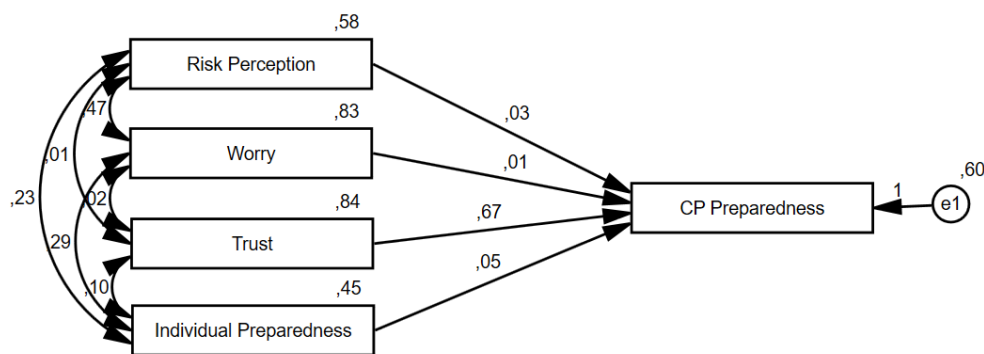 ,58
Risk Perception
,47
,03
,83
,01
Worry
,01
,60
,23
,02
1
e1
CP Preparedness
,84
,67
Trust
,29
,05
,10
,45
Individual Preparedness